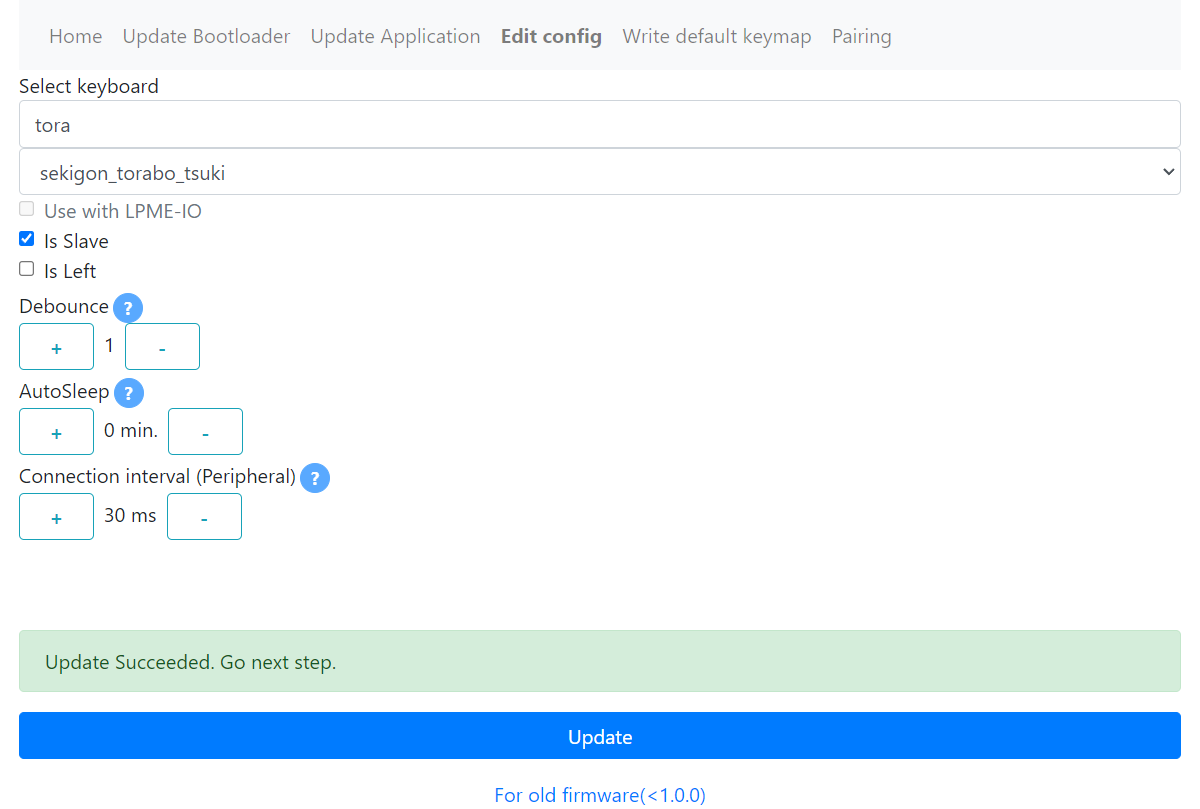 Home Update Bootloader Update Application Edit config Write default keymap Pairing
Select keyboard
tora
sekigon_torabo_tsuki
Use with LPME-IO
Is Slave
Is Left
Debounce ?
+ 1 -
AutoSleep ?
+ 0 min. -
Connection interval (Peripheral) ?
+ 30 ms -
Update Succeeded. Go next step.
Update
For old firmware(<1.0.0)